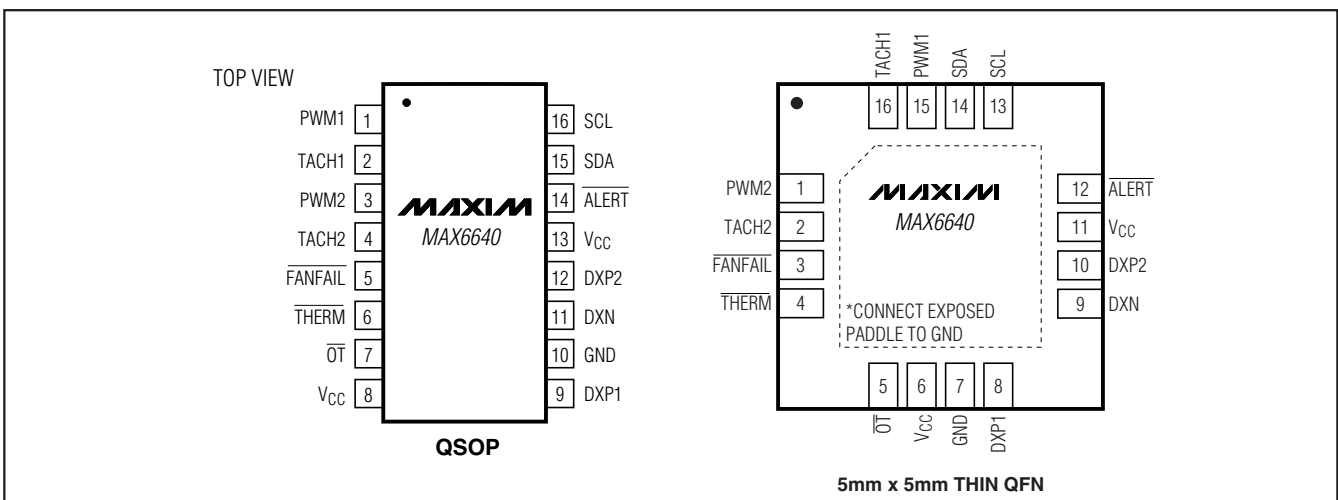 TOP VIEW
PWM1 1
TACH1 2
PWM2 3
TACH2 4
FANFAIL 5
THERM 6
OT 7
VCC 8
MAXIM
MAX6640
16 SCL
15 SDA
14 ALERT
13 VCC
12 DXP2
11 DXN
10 GND
9 DXP1
QSOP
TACH1 PWM1 SDA SCL
16 15 14 13
PWM2 1
TACH2 2
FANFAIL 3
THERM 4
MAXIM
MAX6640
*CONNECT EXPOSED
PADDLE TO GND
12 ALERT
11 VCC
10 DXP2
9 DXN
5 6 7 8
OT VCC GND DXP1
5mm x 5mm THIN QFN